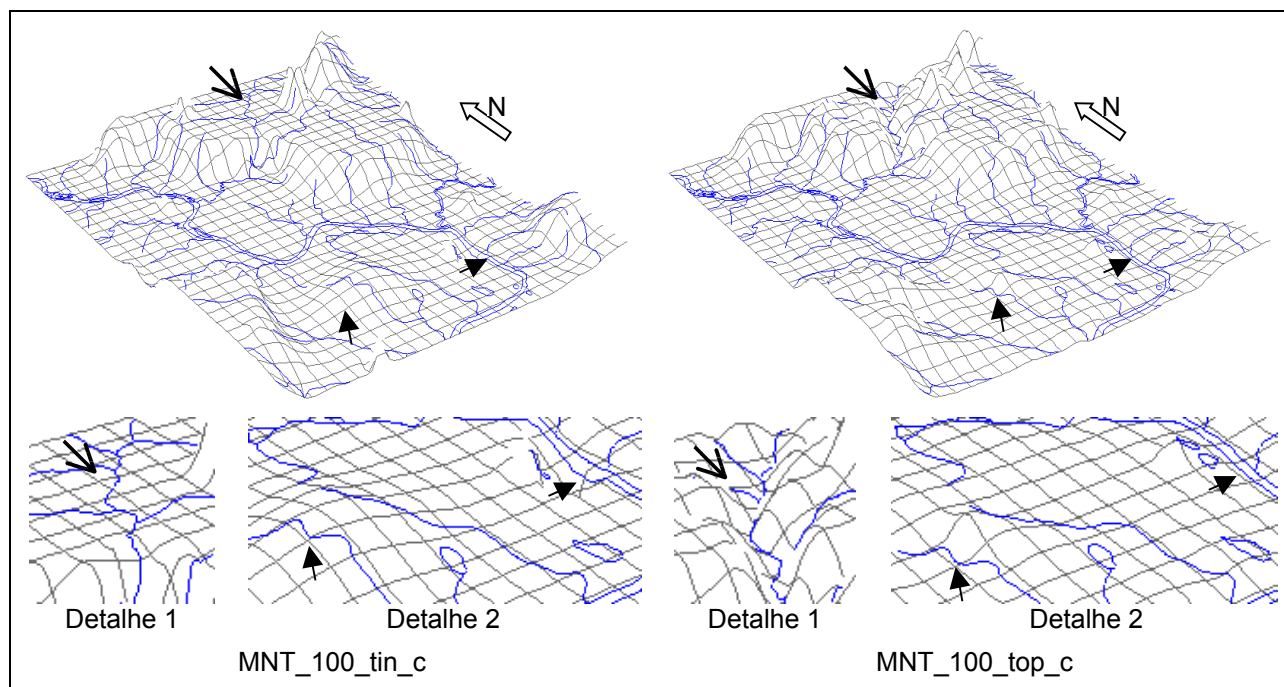 N
N
Detalhe 1
Detalhe 2
Detalhe 1
Detalhe 2
MNT_100_tin_c
MNT_100_top_c